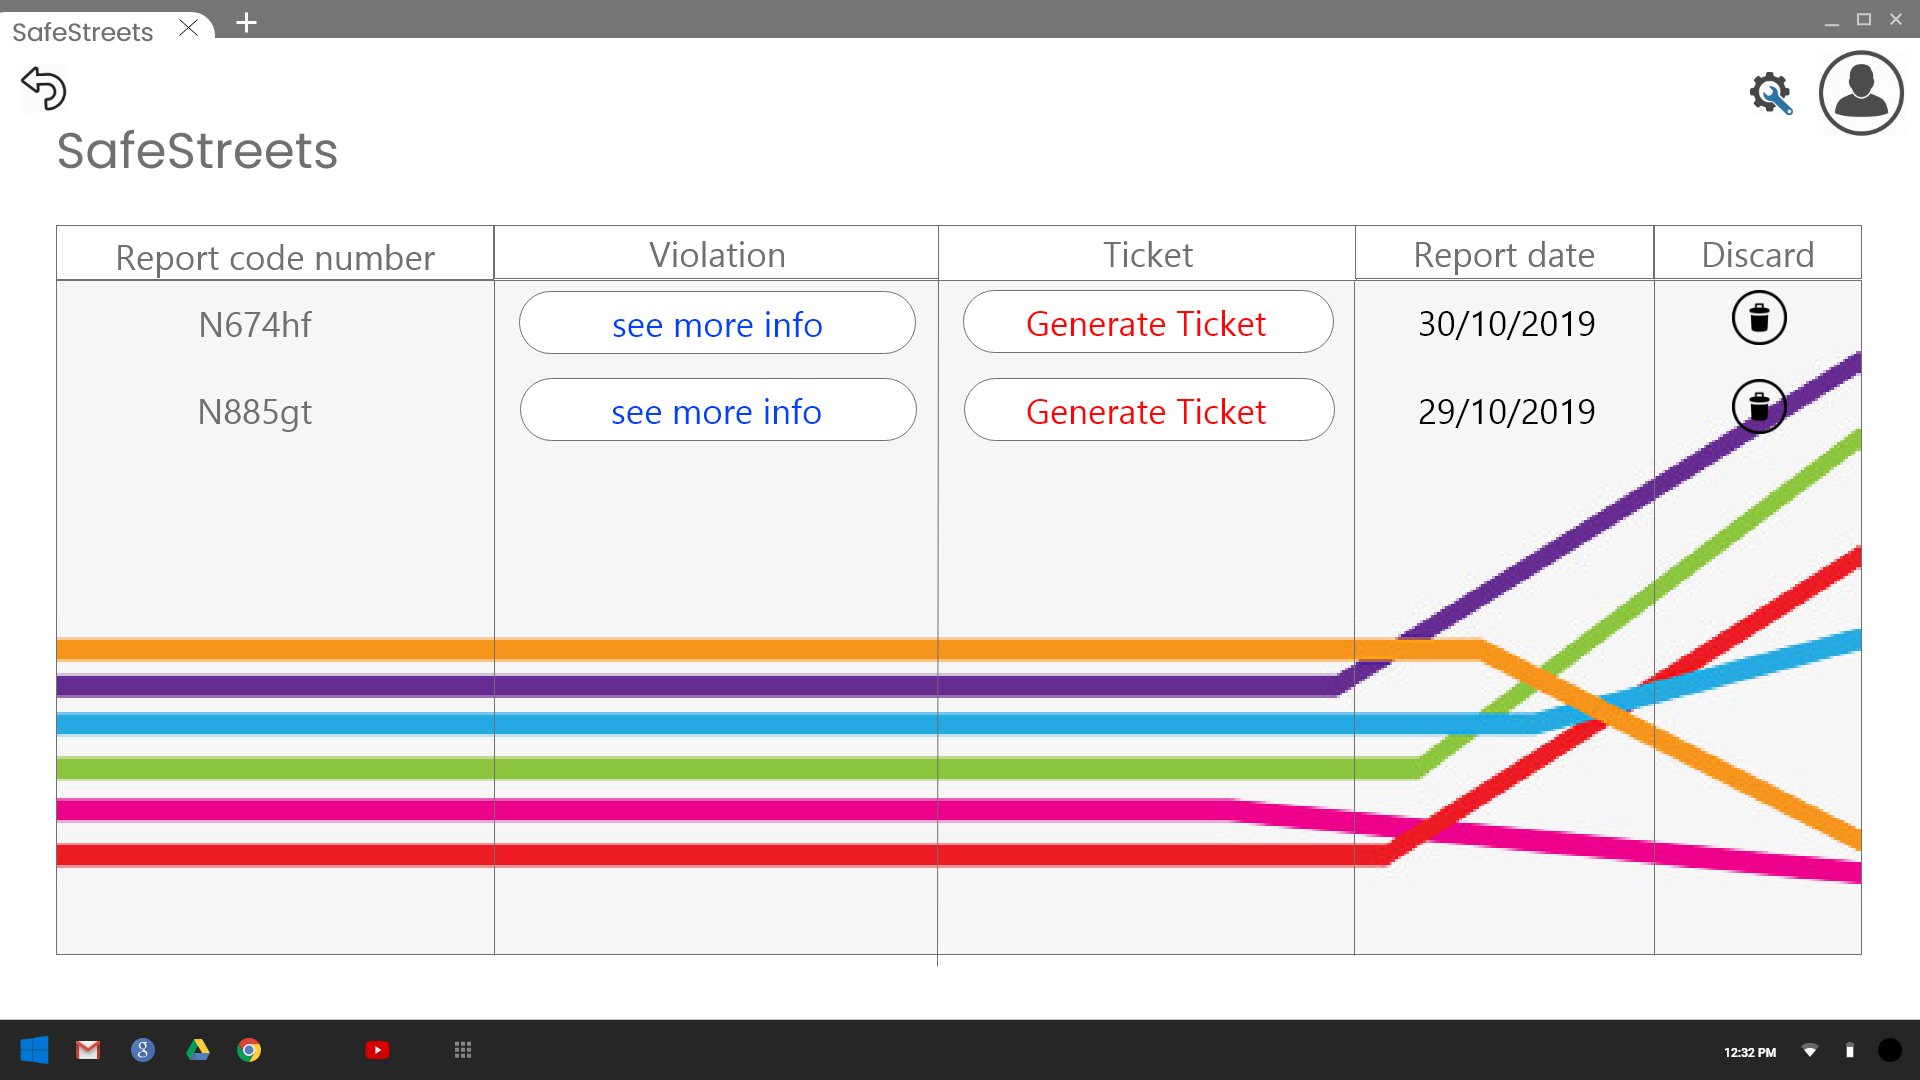 SafeStreets
SafeStreets
Report code number Violation Ticket Report date Discard
N674hf see more info Generate Ticket 30/10/2019
N885gt see more info Generate Ticket 29/10/2019
12:32 PM